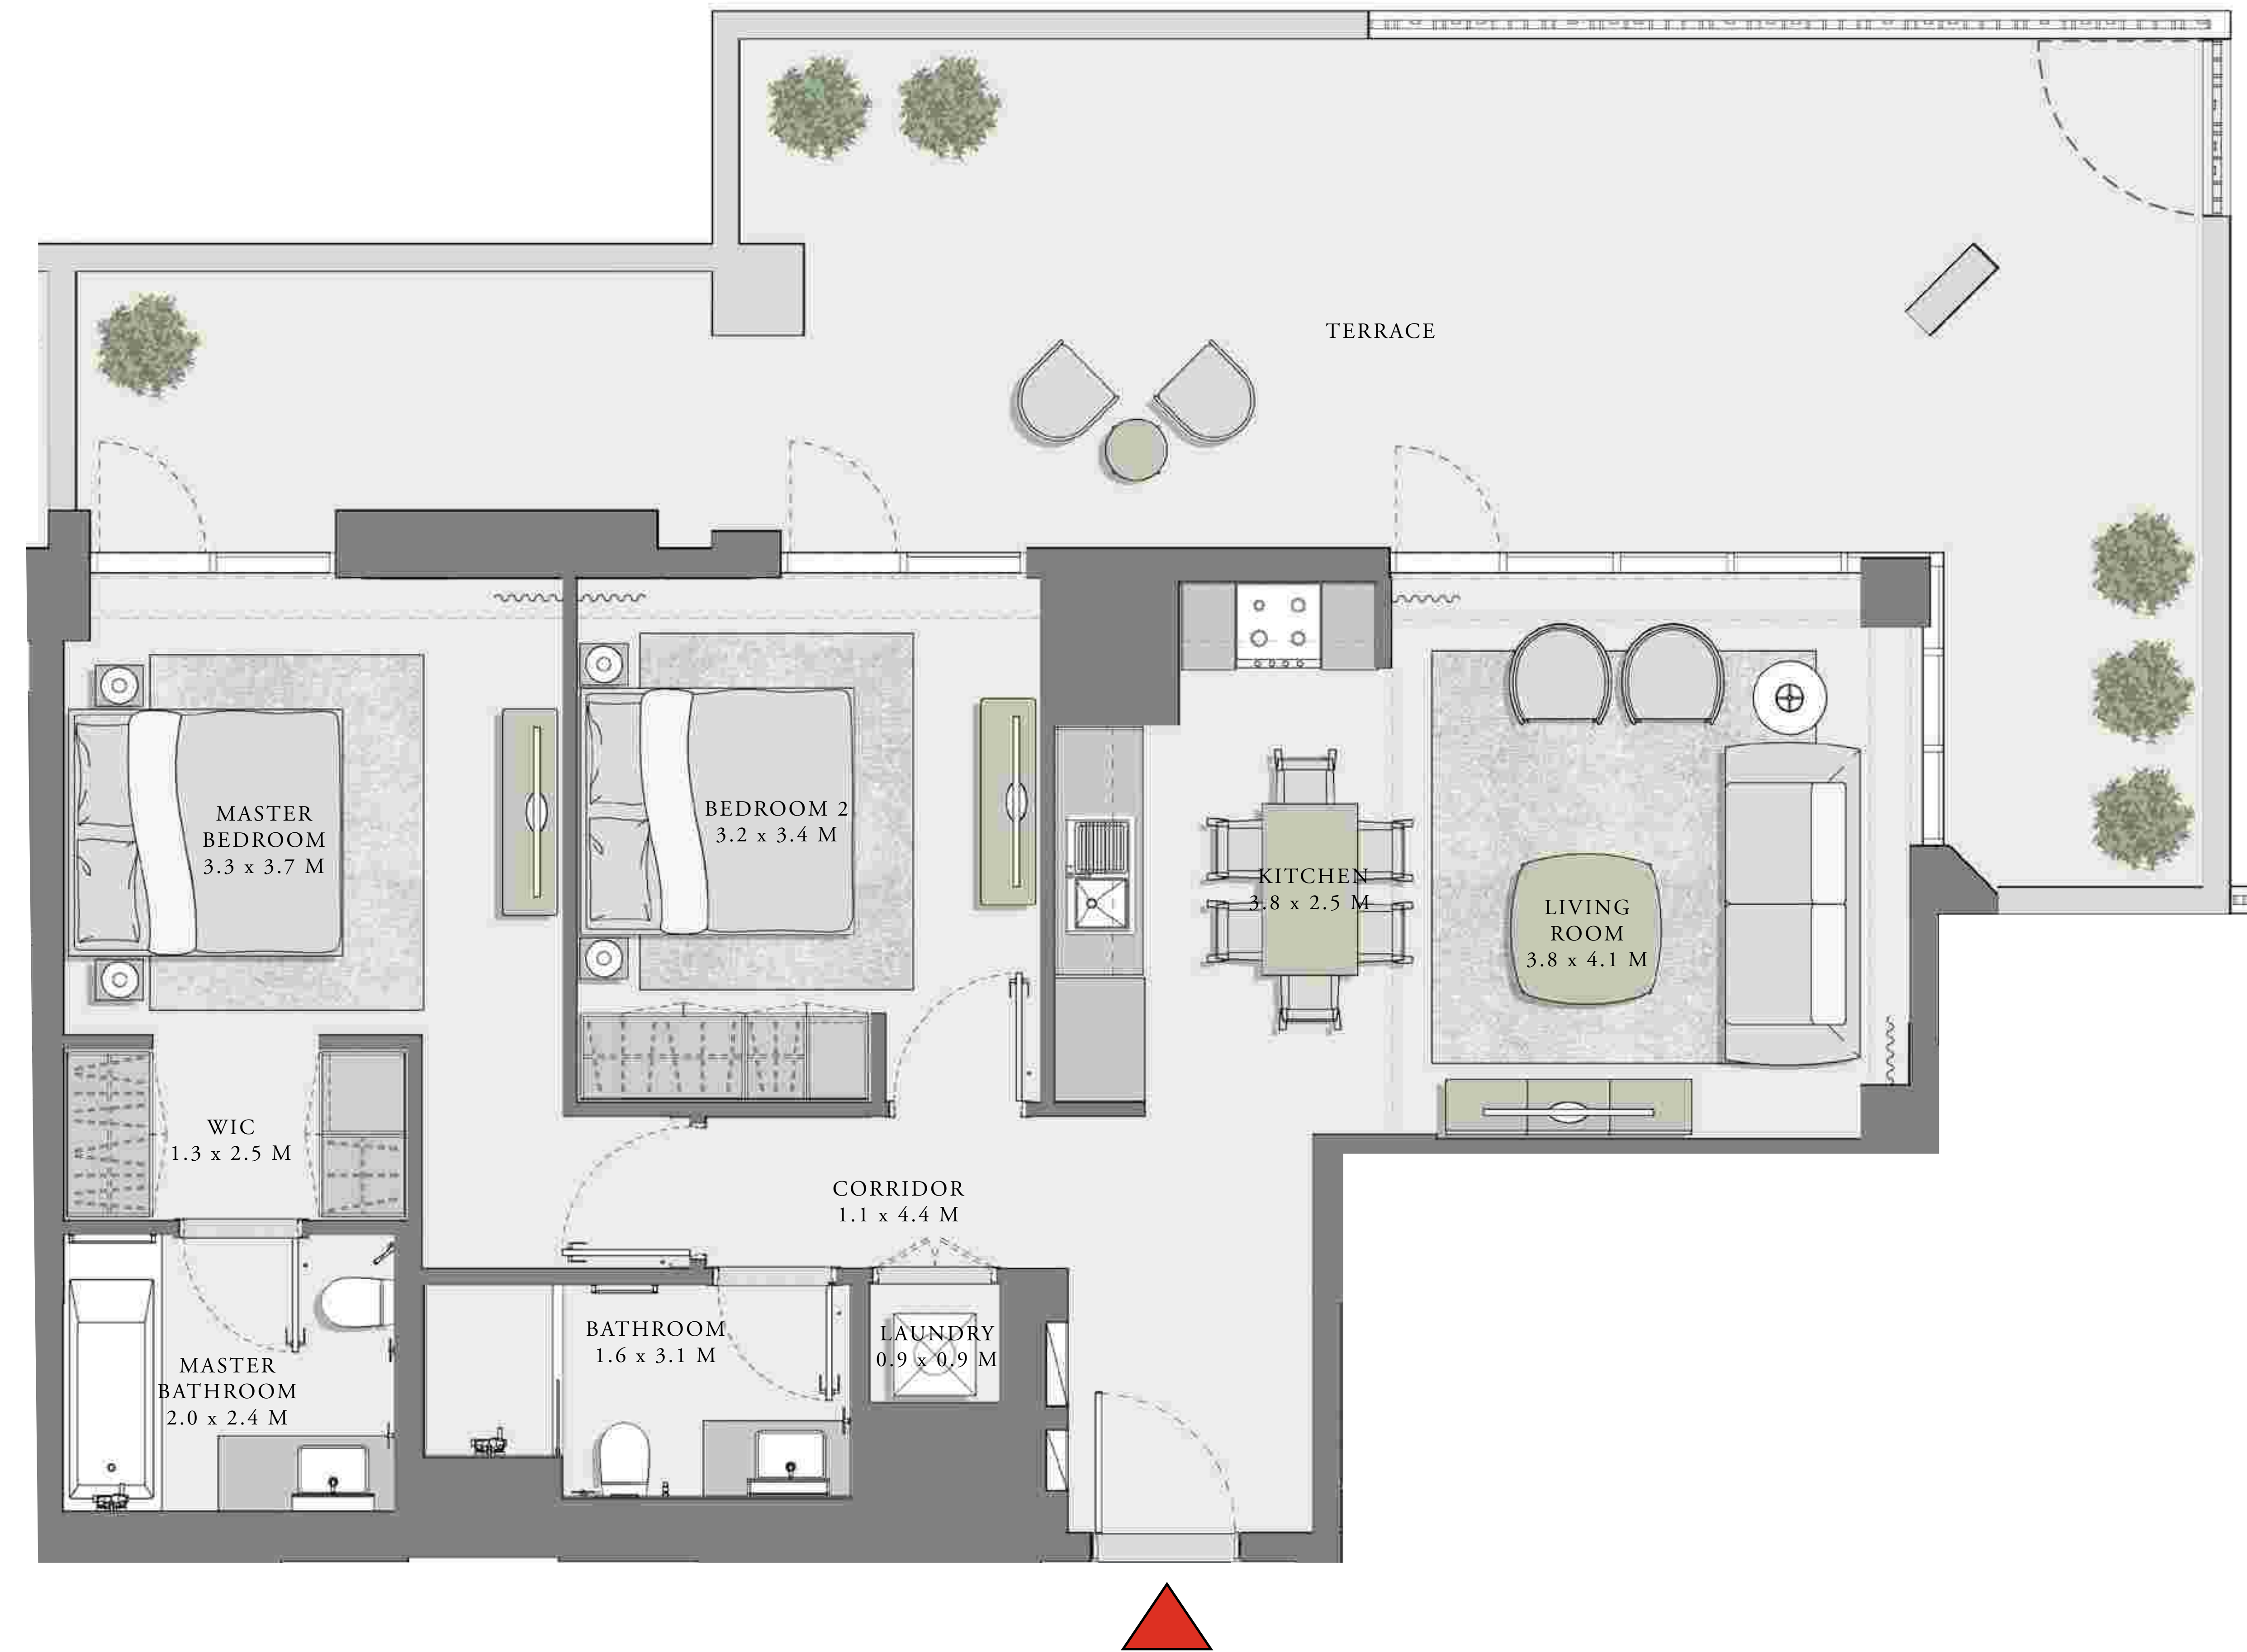 TERRACE
MASTER
BEDROOM
3.3 x 3.7 M
BEDROOM 2
3.2 x 3.4 M
KITCHEN
3.8 x 2.5 M
LIVING
ROOM
3.8 x 4.1 M
WIC
1.3 x 2.5 M
CORRIDOR
1.1 x 4.4 M
BATHROOM
1.6 x 3.1 M
LAUNDRY
0.9 x 0.9 M
MASTER
BATHROOM
2.0 x 2.4 M